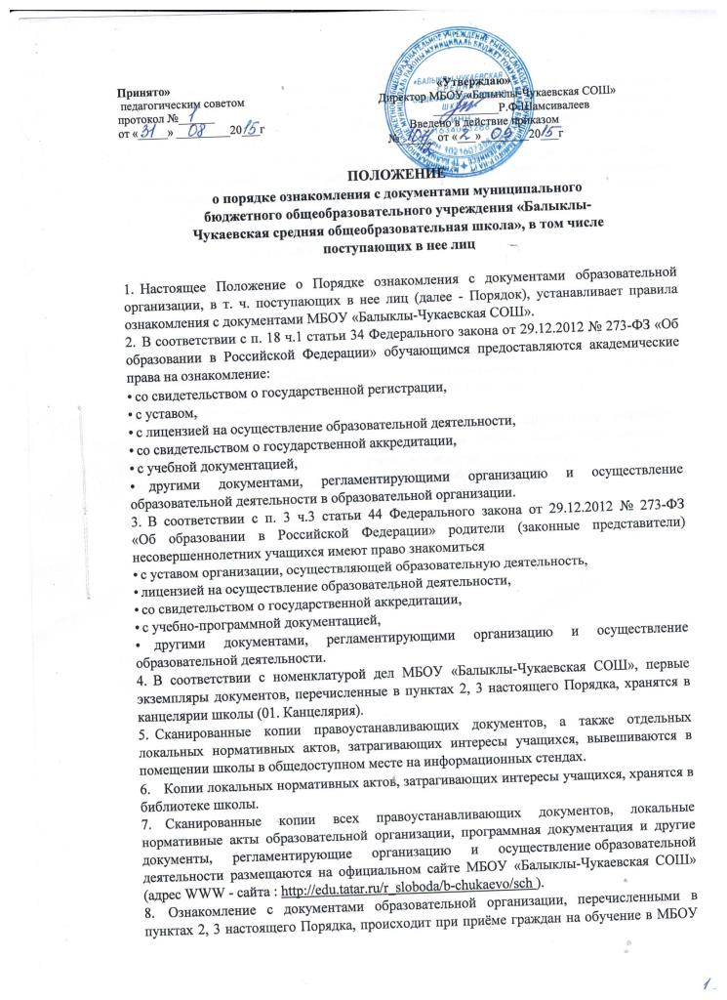 Принято»
педагогическим советом
протокол № 1
от « 31 » 08 2015 г
«Утверждаю»
Директор МБОУ «Балыклы-Чукаевская СОШ»
Р.Ф.Шамсивалеев
Введено в действие приказом
от « 2 » 09 2015г
ПОЛОЖЕНИЕ
о порядке ознакомления с документами муниципального
бюджетного общеобразовательного учреждения «Балыклы-
Чукаевская средняя общеобразовательная школа», в том числе
поступающих в нее лиц
1. Настоящее Положение о Порядке ознакомления с документами образовательной
организации, в т. ч. поступающих в нее лиц (далее - Порядок), устанавливает правила
ознакомления с документами МБОУ «Балыклы-Чукаевская СОШ».
2. В соответствии с п. 18 ч.1 статьи 34 Федерального закона от 29.12.2012 № 273-ФЗ «Об
образовании в Российской Федерации» обучающимся предоставляются академические
права на ознакомление:
• со свидетельством о государственной регистрации,
• с уставом,
• с лицензией на осуществление образовательной деятельности,
• со свидетельством о государственной аккредитации,
• с учебной документацией,
• другими документами, регламентирующими организацию и осуществление
образовательной деятельности в образовательной организации.
3. В соответствии с п. 3 ч.3 статьи 44 Федерального закона от 29.12.2012 № 273-ФЗ
«Об образовании в Российской Федерации» родители (законные представители)
несовершеннолетних учащихся имеют право знакомиться
• с уставом организации, осуществляющей образовательную деятельность,
• лицензией на осуществление образовательной деятельности,
• со свидетельством о государственной аккредитации,
• с учебно-программной документацией,
• другими документами, регламентирующими организацию и осуществление
образовательной деятельности.
4. В соответствии с номенклатурой дел МБОУ «Балыклы-Чукаевская СОШ», первые
экземпляры документов, перечисленные в пунктах 2, 3 настоящего Порядка, хранятся в
канцелярии школы (01. Канцелярия).
5. Сканированные копии правоустанавливающих документов, а также отдельных
локальных нормативных актов, затрагивающих интересы учащихся, вывешиваются в
помещении школы в общедоступном месте на информационных стендах.
6. Копии локальных нормативных актов, затрагивающих интересы учащихся, хранятся в
библиотеке школы.
7. Сканированные копии всех правоустанавливающих документов, локальные
нормативные акты образовательной организации, программная документация и другие
документы, регламентирующие организацию и осуществление образовательной
деятельности размещаются на официальном сайте МБОУ «Балыклы-Чукаевская СОШ»
(адрес WWW - сайта : http://edu.tatar.ru/r_sloboda/b-chukaevo/sch ).
8. Ознакомление с документами образовательной организации, перечисленными в
пунктах 2, 3 настоящего Порядка, происходит при приёме граждан на обучение в МБОУ
1